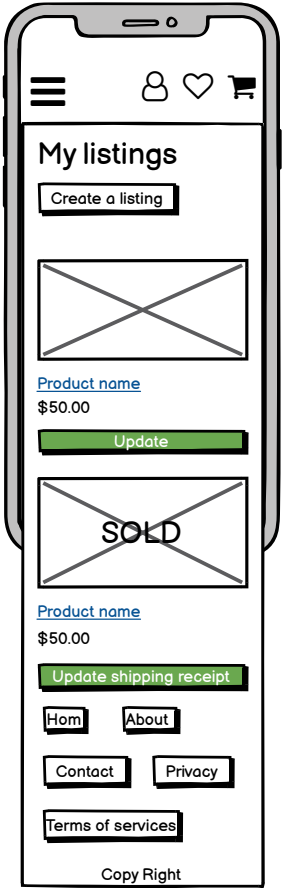 My listings
Create a listing
Product name
$50.00
Update
SOLD
Product name
$50.00
Update shipping receipt
Hom
About
Contact
Privacy
Terms of services
Copy Right